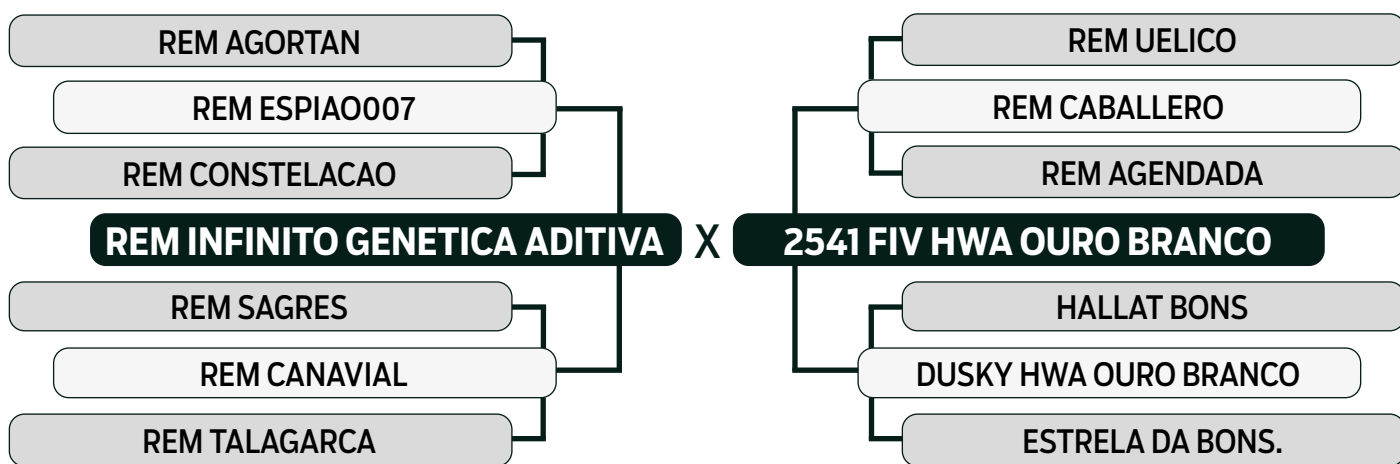 REM AGORTAN
REM ESPIAO007
REM CONSTELACAO
REM UELICO
REM CABALLERO
REM AGENDADA
REM INFINITO GENETICA ADITIVA X 2541 FIV HWA OURO BRANCO
REM SAGRES
REM CANAVIAL
REM TALAGARCA
HALLAT BONS
DUSKY HWA OURO BRANCO
ESTRELA DA BONS.